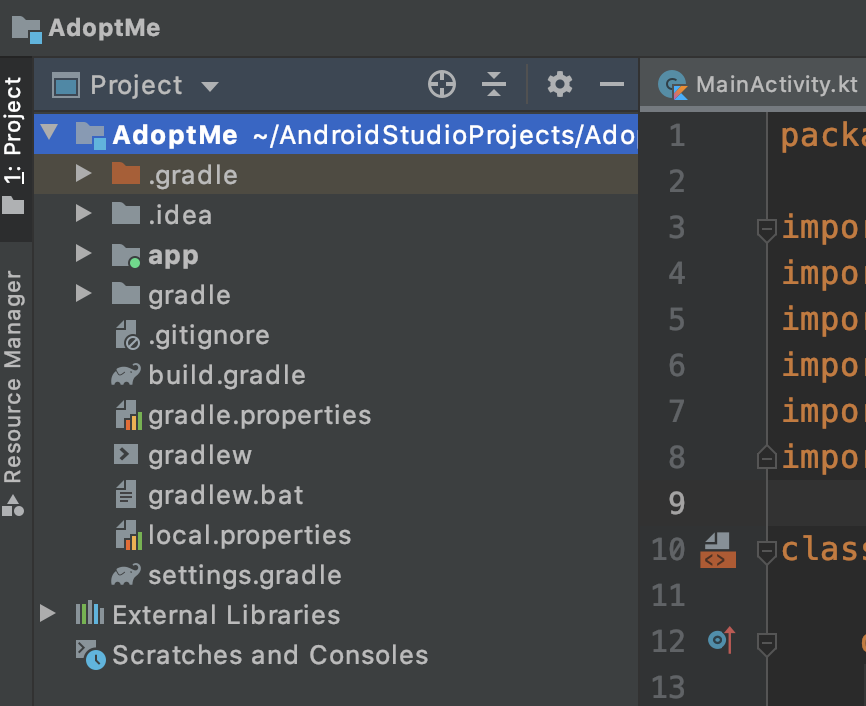 AdoptMe
Project
MainActivity.kt
1: Project
Resource Manager
AdoptMe ~/AndroidStudioProjects/Ado
.gradle
.idea
app
gradle
.gitignore
build.gradle
gradle.properties
gradlew
gradlew.bat
local.properties
settings.gradle
External Libraries
Scratches and Consoles
1 packa
2
3 impor
4 impor
5 impor
6 impor
7 impor
8 impor
9
10 class
11
12
13